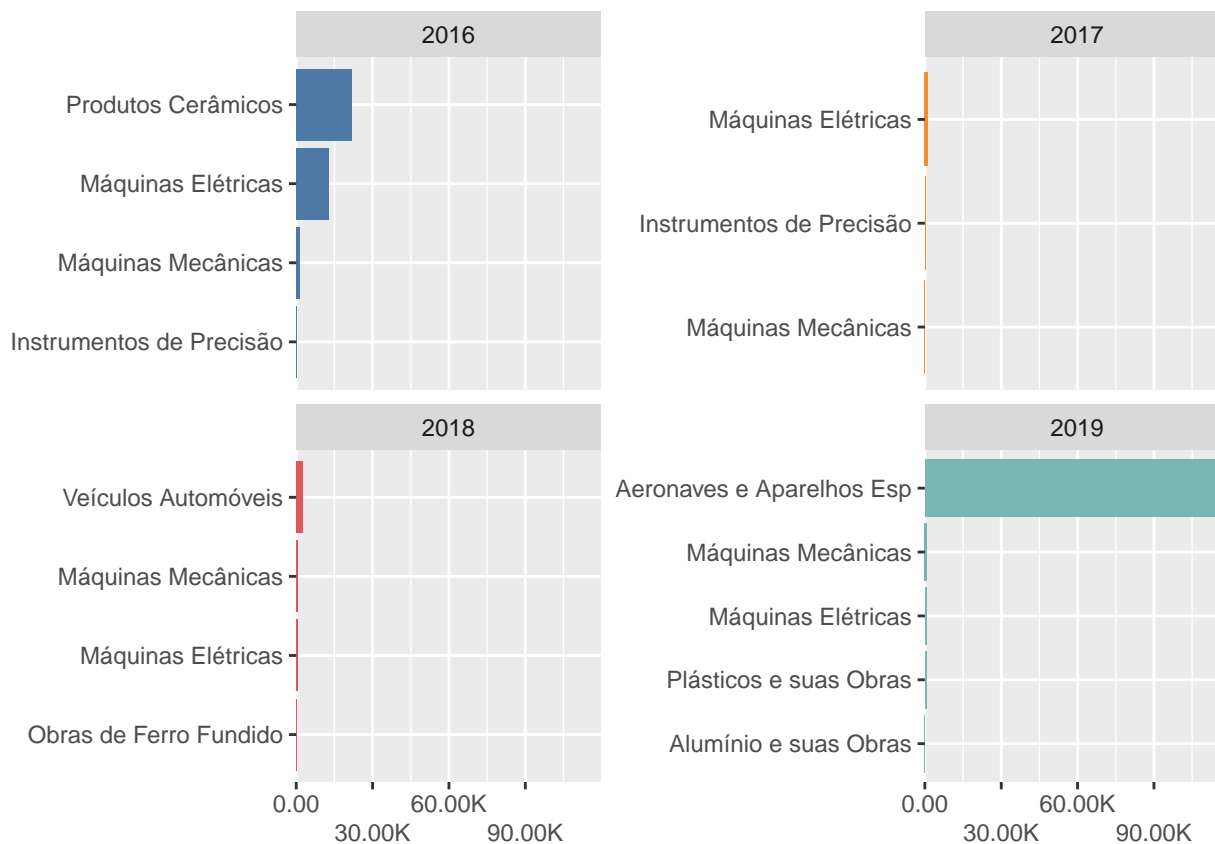 2016
Produtos Cerâmicos
Máquinas Elétricas
Máquinas Mecânicas
Instrumentos de Precisão
2017
Máquinas Elétricas
Instrumentos de Precisão
Máquinas Mecânicas
2018
Veículos Automóveis
Máquinas Mecânicas
Máquinas Elétricas
Obras de Ferro Fundido
0.00 60.00K
30.00K 90.00K
2019
Aeronaves e Aparelhos Esp
Máquinas Mecânicas
Máquinas Elétricas
Plásticos e suas Obras
Alumínio e suas Obras
0.00 60.00K
30.00K 90.00K